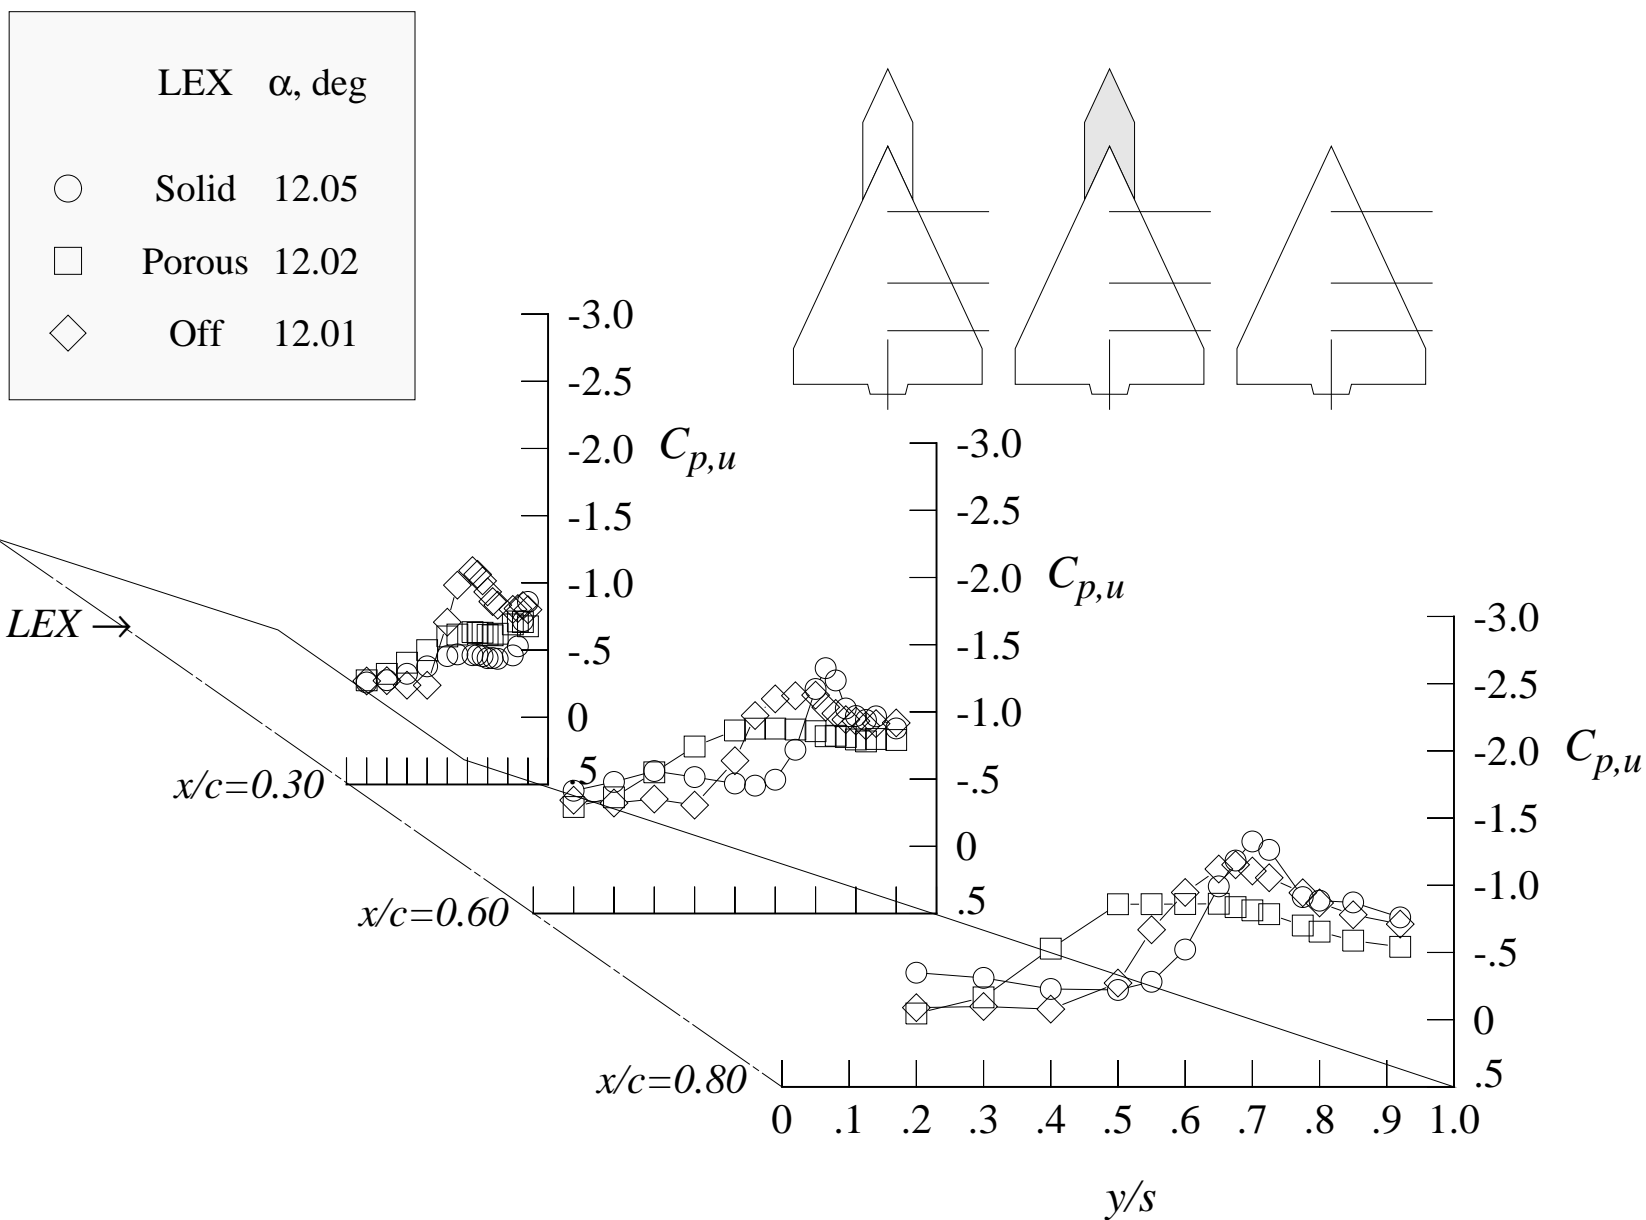 LEX α, deg
Solid 12.05
Porous 12.02
Off 12.01
-3.0
-2.5
-2.0
-1.5
-1.0
-.5
0
.5
C p,u
LEX →
x/c=0.30
-3.0
-2.5
-2.0
-1.5
-1.0
-.5
0
.5
C p,u
x/c=0.60
-3.0
-2.5
-2.0
-1.5
-1.0
-.5
0
.5
C p,u
x/c=0.80
0 .1 .2 .3 .4 .5 .6 .7 .8 .9 1.0
y/s